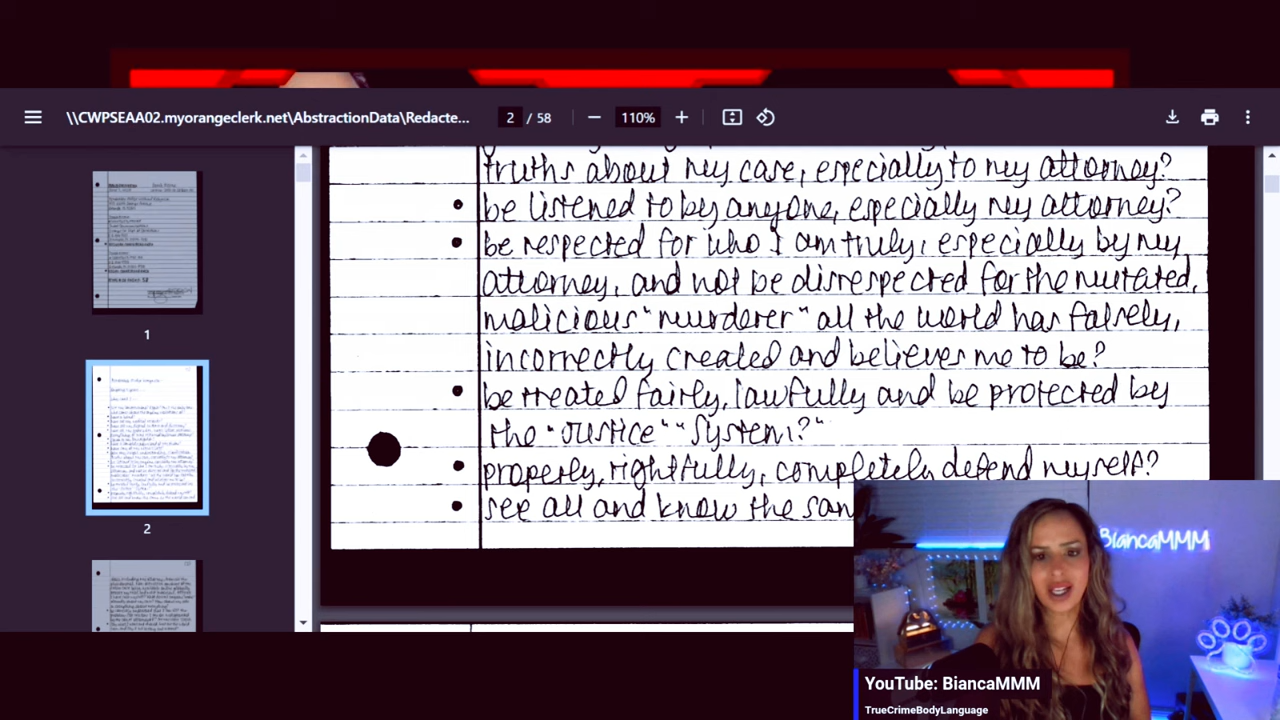 \\CWPSEAA02.myorangeclerk.net\AbstractionData\Redacte...
2 / 58
110%
truths about my case, especially to my attorney?
• be listened to by anyone, especially my attorney?
• be respected for who I am truly, especially by my
attorney, and not be disrespected for the mutated,
malicious "murderer" all the world has falsely,
incorrectly created and believes me to be?
• be treated fairly, lawfully and be protected by
the "Justice" "System?"
• properly, rightfully, completely defend myself?
• see all and know the sam
1
2
BiancaMMM
YouTube: BiancaMMM
TrueCrimeBodyLanguage